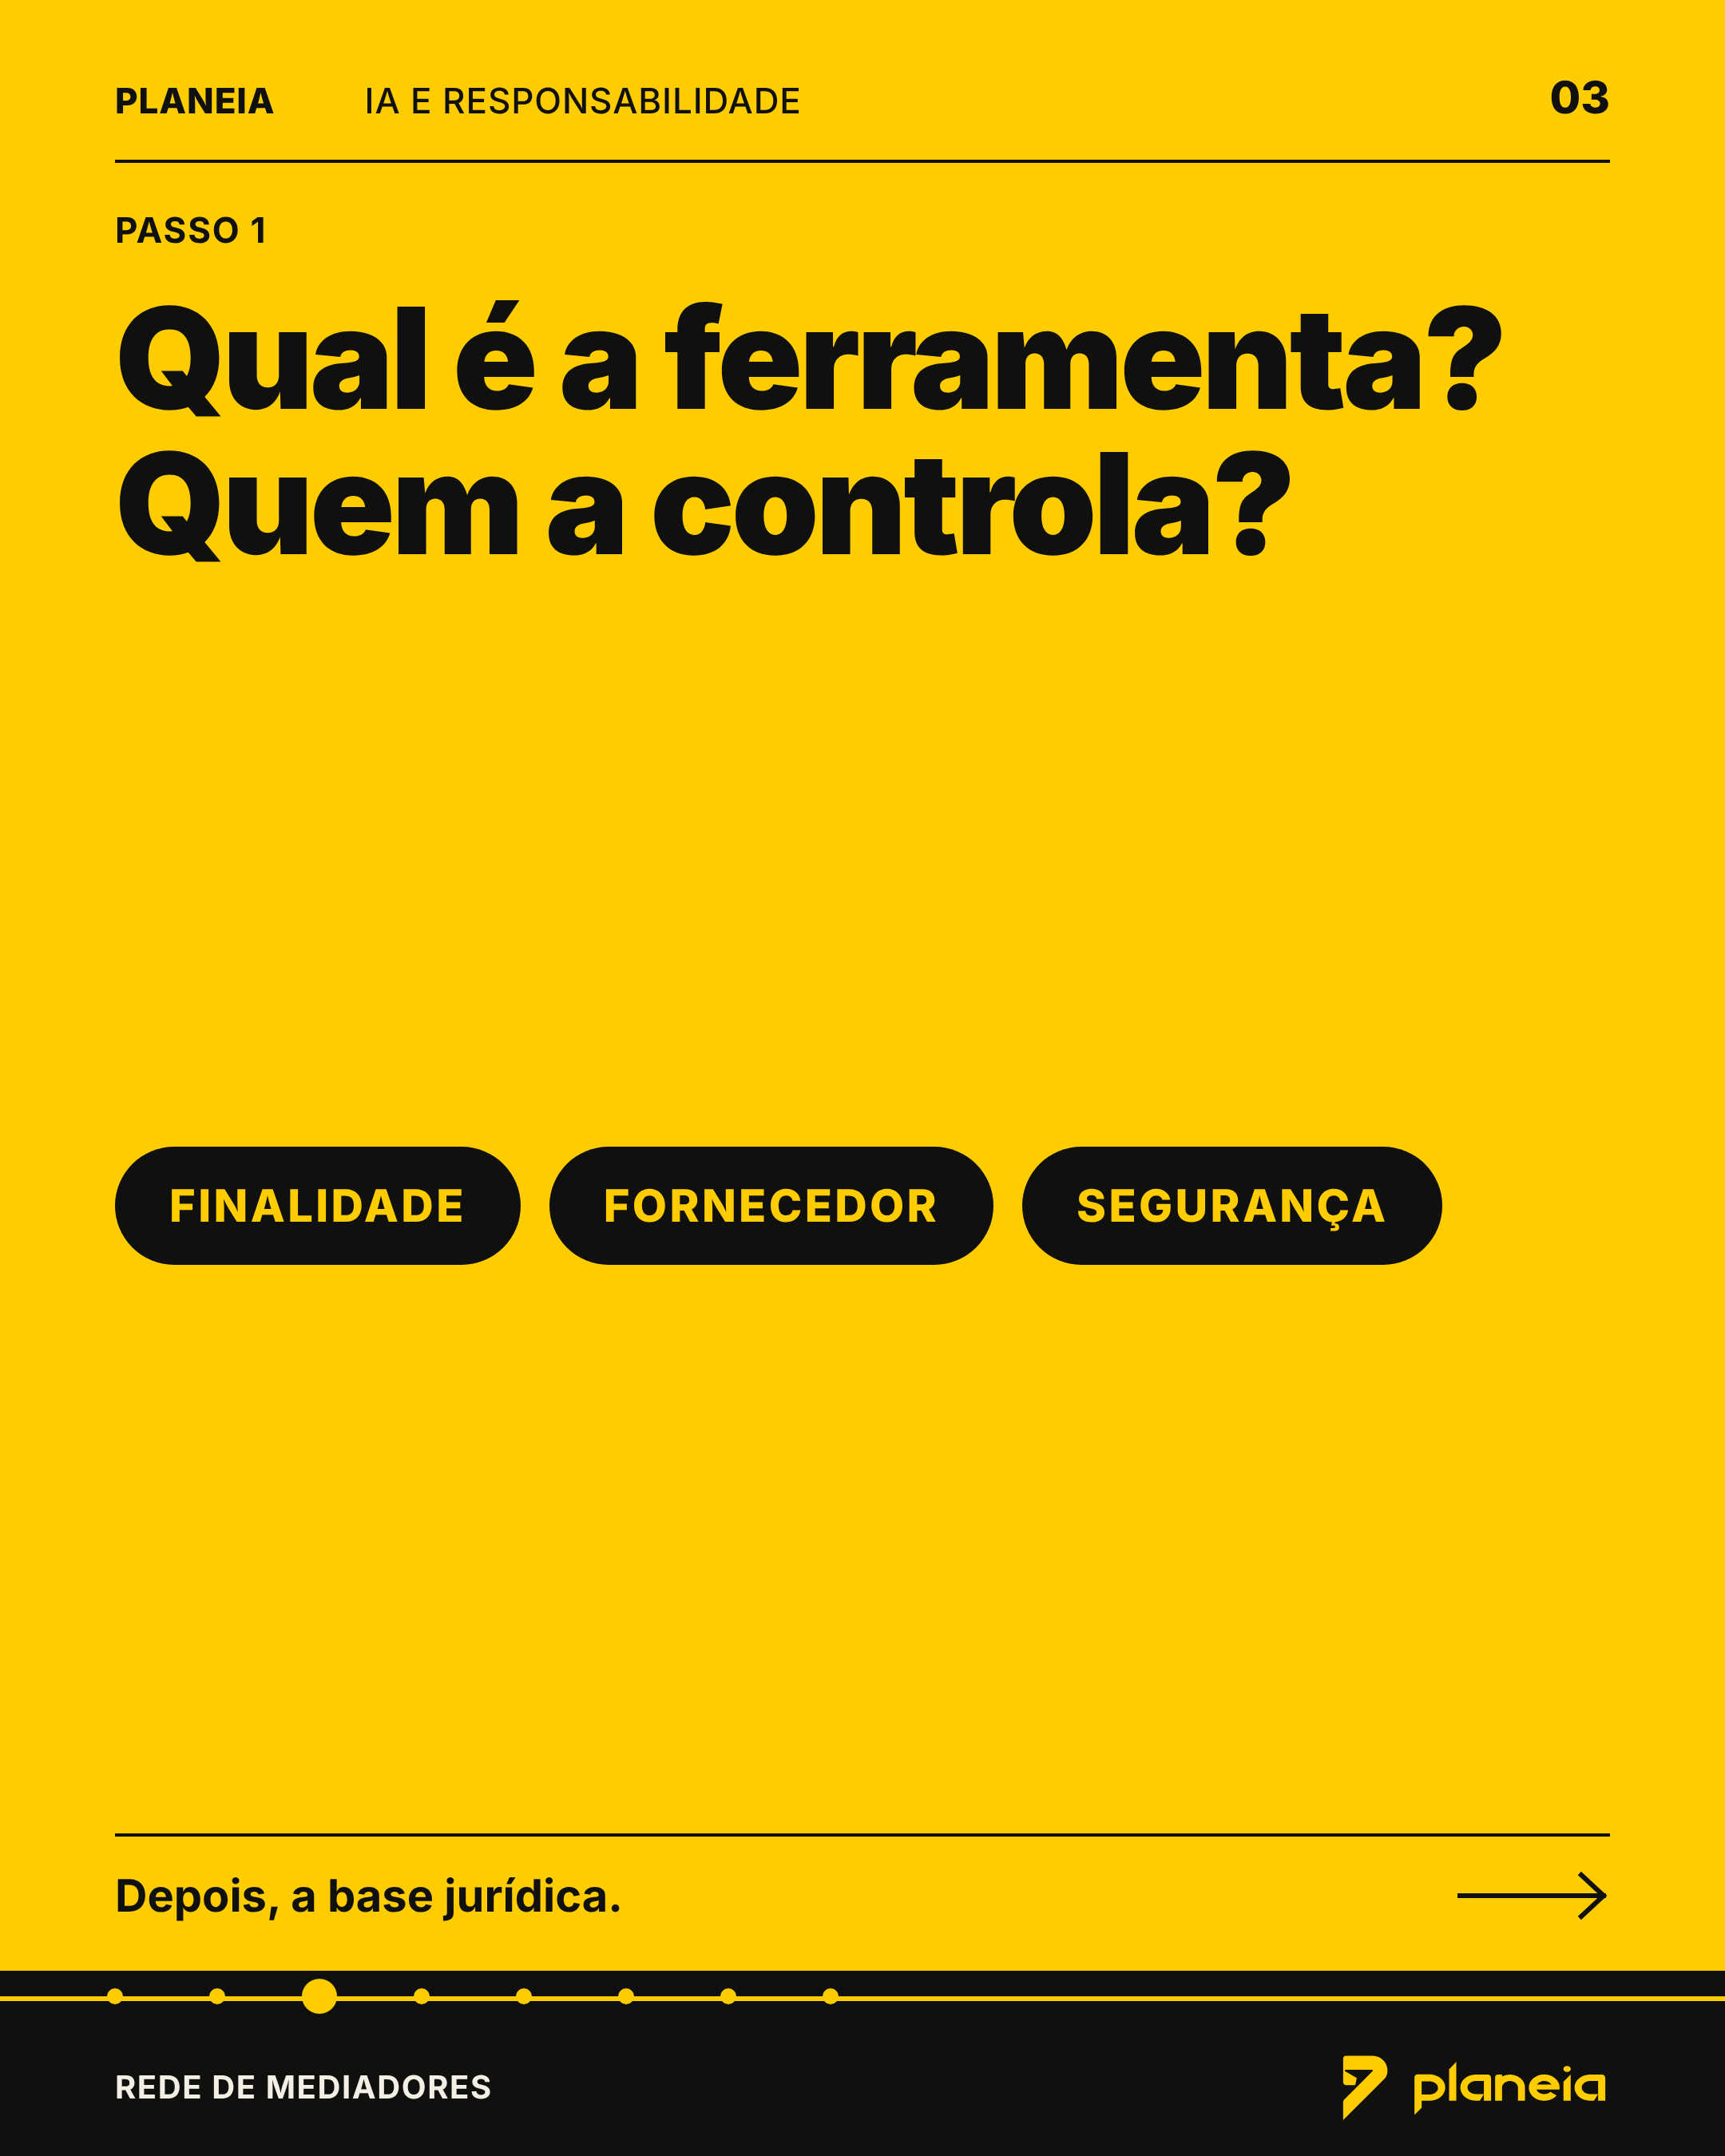 PLANEIA IA E RESPONSABILIDADE 03
PASSO 1
Qual é a ferramenta?
Quem a controla?
FINALIDADE FORNECEDOR SEGURANÇA
Depois, a base jurídica.
REDE DE MEDIADORES planeia